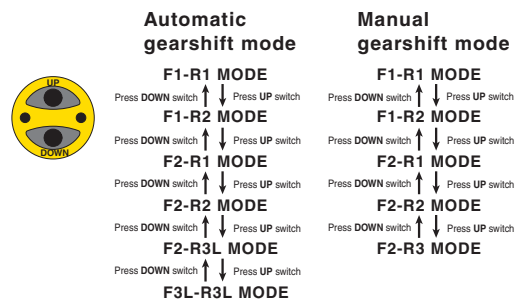 Automatic gearshift mode
UP
DOWN
F1-R1 MODE
Press DOWN switch Press UP switch
F1-R2 MODE
Press DOWN switch Press UP switch
F2-R1 MODE
Press DOWN switch Press UP switch
F2-R2 MODE
Press DOWN switch Press UP switch
F2-R3L MODE
Press DOWN switch Press UP switch
F3L-R3L MODE
Manual gearshift mode
F1-R1 MODE
Press DOWN switch Press UP switch
F1-R2 MODE
Press DOWN switch Press UP switch
F2-R1 MODE
Press DOWN switch Press UP switch
F2-R2 MODE
Press DOWN switch Press UP switch
F2-R3 MODE